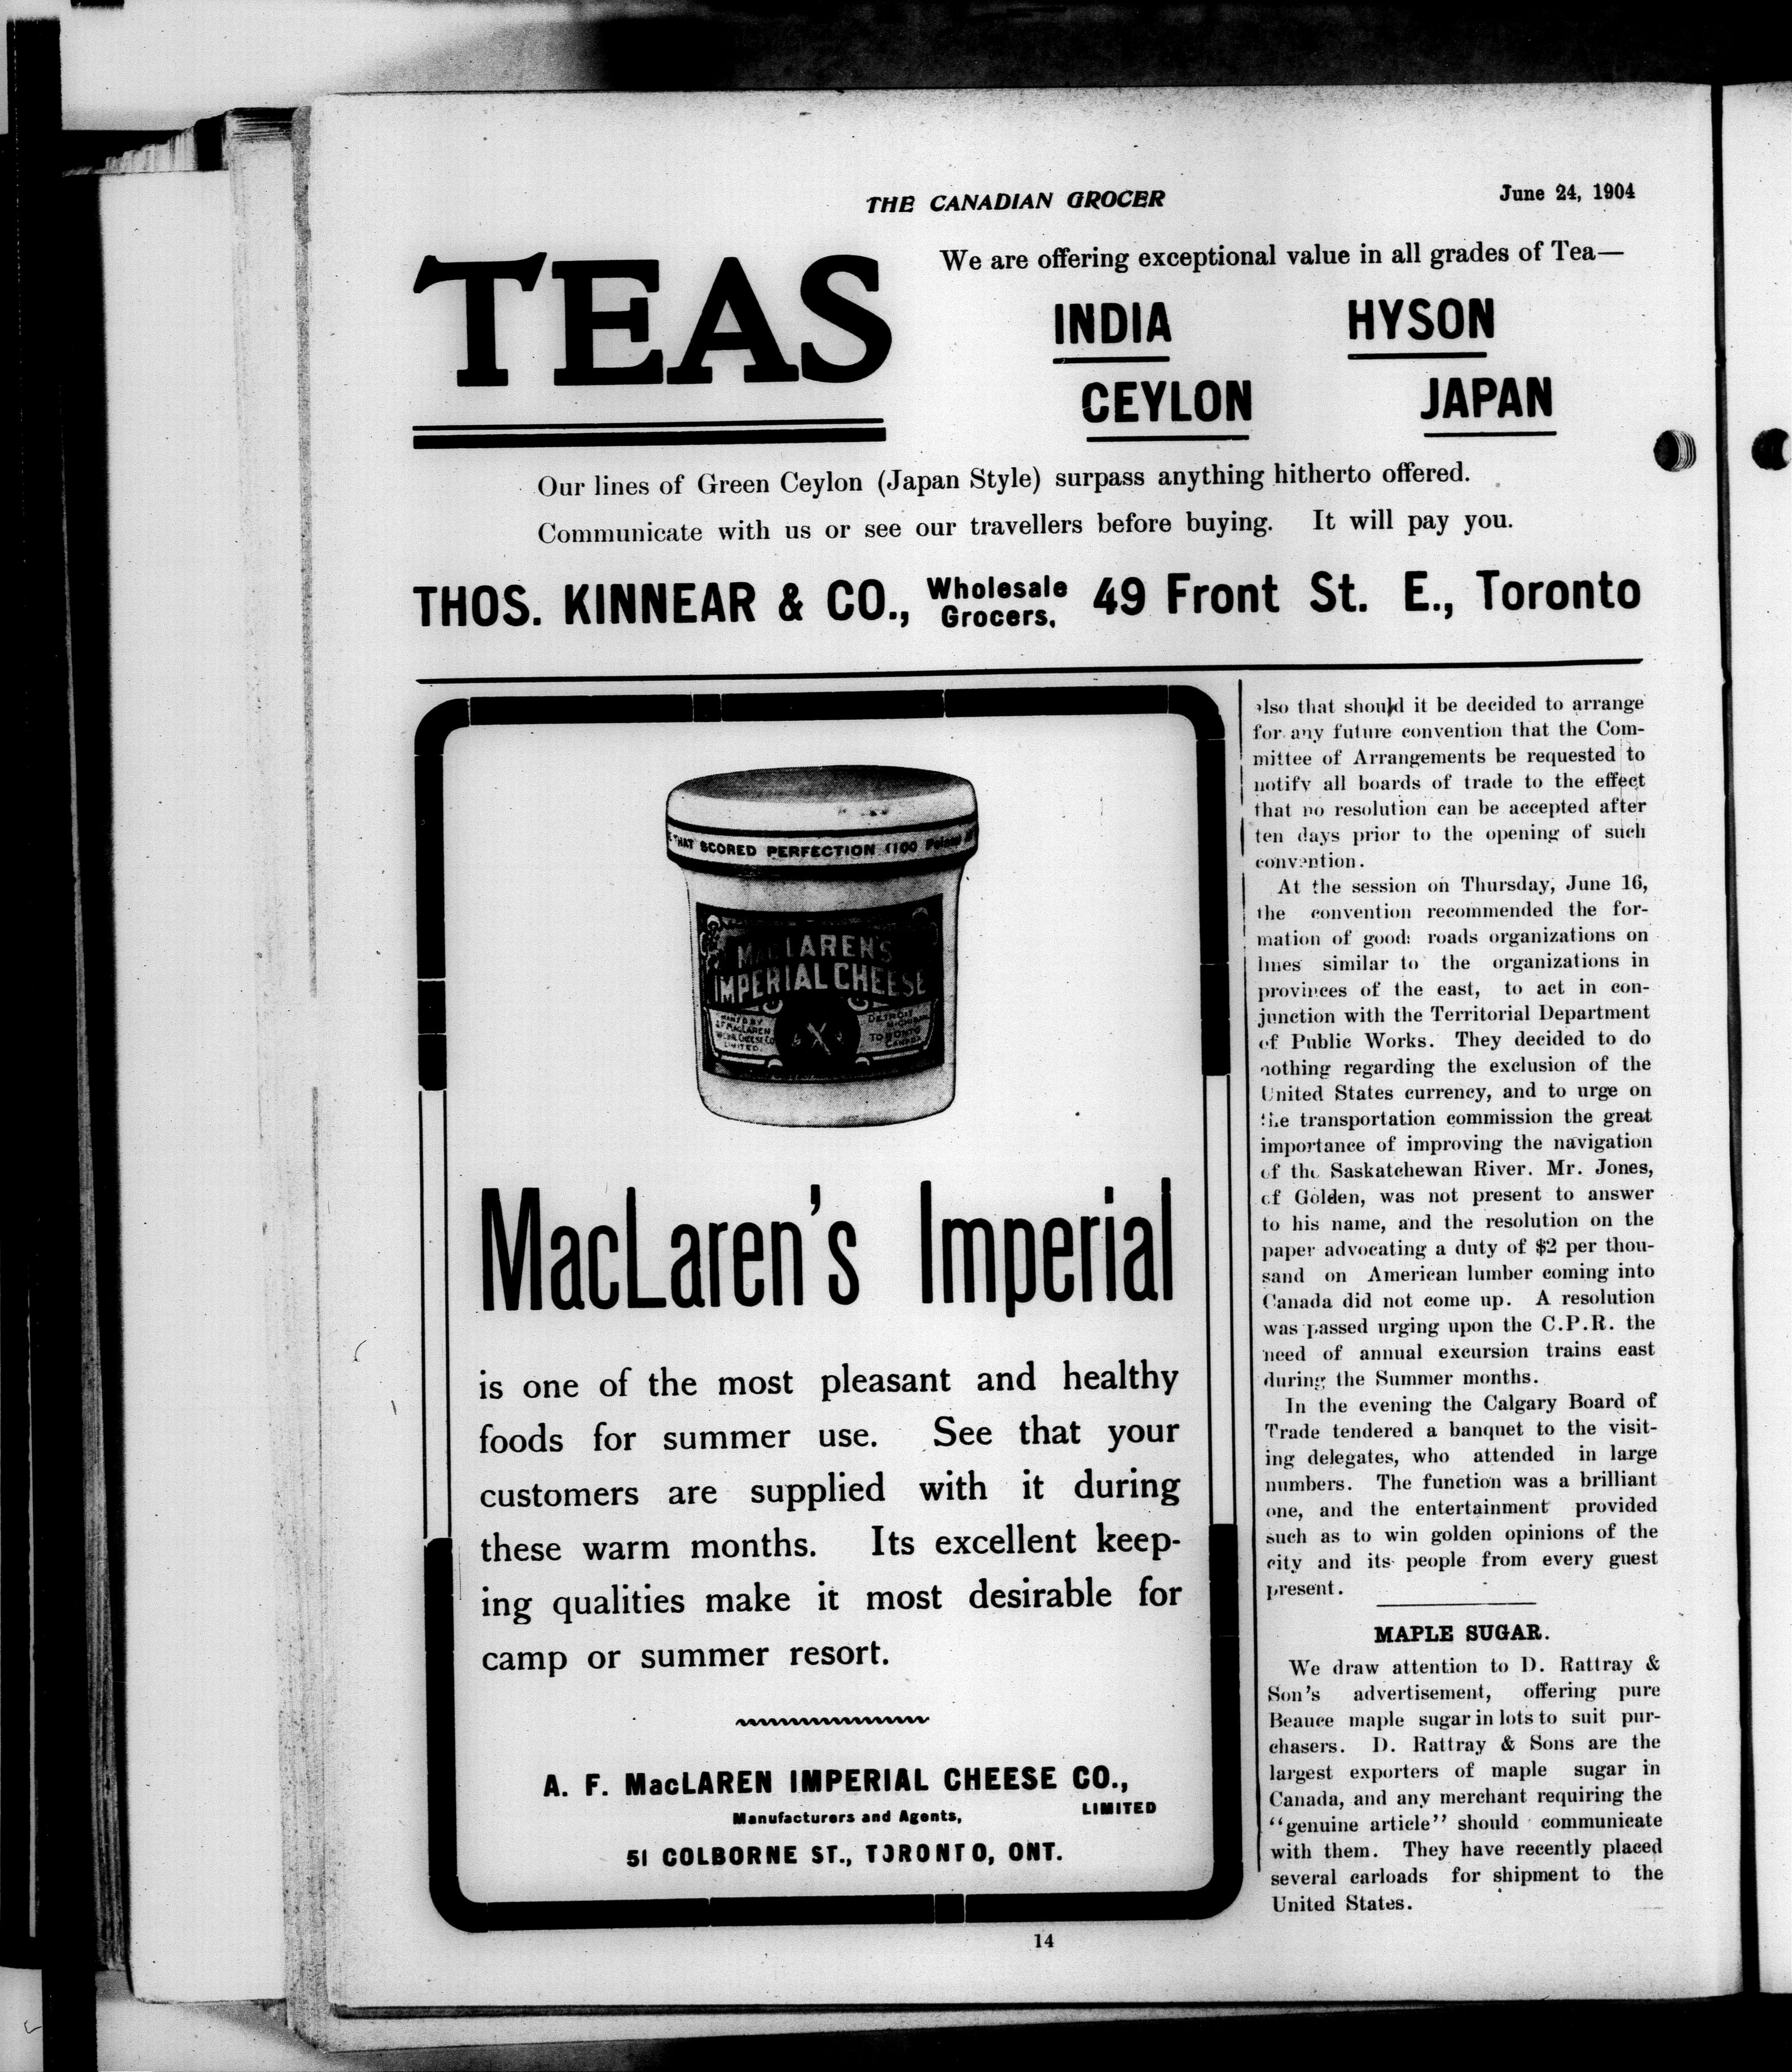 THE CANADIAN GROCER
June 24, 1904
TEAS
We are offering exceptional value in all grades of Tea—
INDIA HYSON
CEYLON JAPAN
Our lines of Green Ceylon (Japan Style) surpass anything hitherto offered.
Communicate with us or see our travellers before buying. It will pay you.
THOS. KINNEAR & CO., Wholesale Grocers, 49 Front St. E., Toronto
THAT SCORED PERFECTION (100 Points
MACLAREN'S
IMPERIAL CHEESE
MANFD BY
A.F. MACLAREN
IMPERIAL CHEESE CO
LIMITED.
DETROIT
MICHIGAN
TORONTO
CANADA
MacLaren's Imperial
is one of the most pleasant and healthy
foods for summer use. See that your
customers are supplied with it during
these warm months. Its excellent keep-
ing qualities make it most desirable for
camp or summer resort.
A. F. MacLAREN IMPERIAL CHEESE CO.,
LIMITED
Manufacturers and Agents,
51 COLBORNE ST., TORONTO, ONT.
also that should it be decided to arrange
for any future convention that the Com-
mittee of Arrangements be requested to
notify all boards of trade to the effect
that no resolution can be accepted after
ten days prior to the opening of such
convention.
At the session on Thursday, June 16,
the convention recommended the for-
mation of good: roads organizations on
lines similar to the organizations in
provinces of the east, to act in con-
junction with the Territorial Department
of Public Works. They decided to do
nothing regarding the exclusion of the
United States currency, and to urge on
the transportation commission the great
importance of improving the navigation
of the Saskatchewan River. Mr. Jones,
of Golden, was not present to answer
to his name, and the resolution on the
paper advocating a duty of $2 per thou-
sand on American lumber coming into
Canada did not come up. A resolution
was passed urging upon the C.P.R. the
need of annual excursion trains east
during the Summer months.
In the evening the Calgary Board of
Trade tendered a banquet to the visit-
ing delegates, who attended in large
numbers. The function was a brilliant
one, and the entertainment provided
such as to win golden opinions of the
city and its people from every guest
present.
MAPLE SUGAR.
We draw attention to D. Rattray &
Son's advertisement, offering pure
Beauce maple sugar in lots to suit pur-
chasers. D. Rattray & Sons are the
largest exporters of maple sugar in
Canada, and any merchant requiring the
"genuine article" should communicate
with them. They have recently placed
several carloads for shipment to the
United States.
14